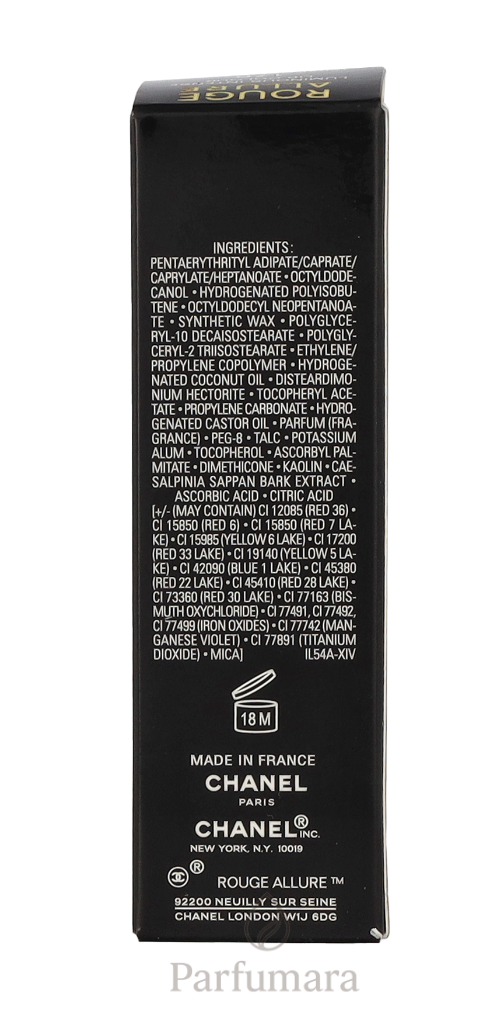 ROUGE
ALLURE
INGREDIENTS:
PENTAERYTHRITYL ADIPATE/CAPRATE/
CAPRYLATE/HEPTANOATE • OCTYLDODE-
CANOL • HYDROGENATED POLYISOBU-
TENE • OCTYLDODECYL NEOPENTANOA-
TE • SYNTHETIC WAX • POLYGLYCE-
RYL-10 DECAISOSTEARATE • POLYGLY-
CERYL-2 TRIISOSTEARATE • ETHYLENE/
PROPYLENE COPOLYMER • HYDROGE-
NATED COCONUT OIL • DISTEARDIMO-
NIUM HECTORITE • TOCOPHERYL ACE-
TATE • PROPYLENE CARBONATE • HYDRO-
GENATED CASTOR OIL • PARFUM (FRA-
GRANCE) • PEG-8 • TALC • POTASSIUM
ALUM • TOCOPHEROL • ASCORBYL PAL-
MITATE • DIMETHICONE • KAOLIN • CAE-
SALPINIA SAPPAN BARK EXTRACT •
ASCORBIC ACID • CITRIC ACID
[+/- (MAY CONTAIN) CI 12085 (RED 36) •
CI 15850 (RED 6) • CI 15850 (RED 7 LA-
KE) • CI 15985 (YELLOW 6 LAKE) • CI 17200
(RED 33 LAKE) • CI 19140 (YELLOW 5 LA-
KE) • CI 42090 (BLUE 1 LAKE) • CI 45380
(RED 22 LAKE) • CI 45410 (RED 28 LAKE) •
CI 73360 (RED 30 LAKE) • CI 77163 (BIS-
MUTH OXYCHLORIDE) • CI 77491, CI 77492,
CI 77499 (IRON OXIDES) • CI 77742 (MAN-
GANESE VIOLET) • CI 77891 (TITANIUM
DIOXIDE) • MICA] IL54A-XIV
18 M
MADE IN FRANCE
CHANEL
PARIS
CHANEL® INC.
NEW YORK, N.Y. 10019
® ROUGE ALLURE ™
92200 NEUILLY SUR SEINE
CHANEL LONDON W1J 6DG
Parfumara